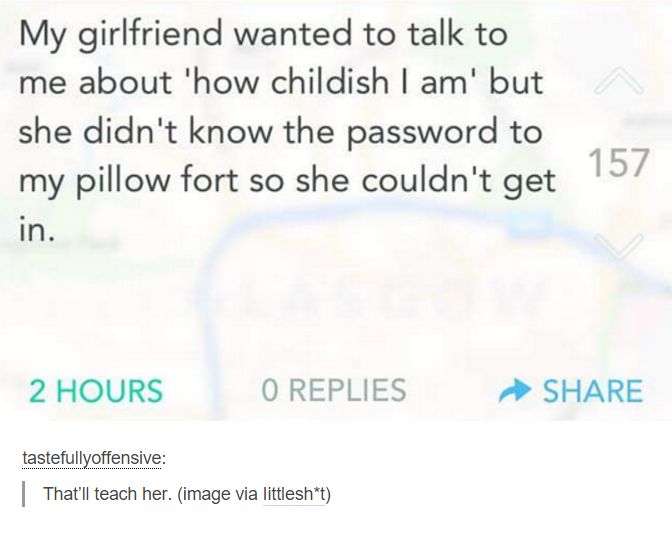 My girlfriend wanted to talk to
me about 'how childish I am' but
she didn't know the password to
my pillow fort so she couldn't get
in.
157
GLASGOW
2 HOURS 0 REPLIES SHARE
tastefullyoffensive:
That'll teach her. (image via littlesh*t)